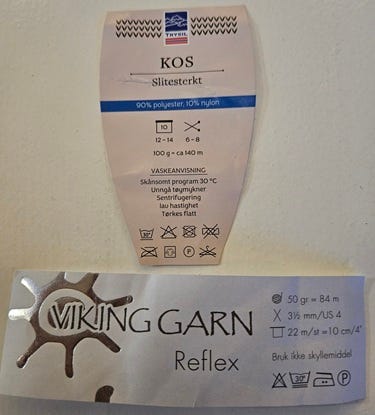 TRYSIL
KOS
Slitesterkt
90% polyester, 10% nylon
10
12-14 6-8
100 g = ca 140 m
VASKEANVISNING
Skånsomt program 30 °C
Unngå tøymykner
Sentrifugering
lav hastighet
Tørkes flatt
30°
P
VIKING GARN
Reflex
50 gr = 84 m
3½ mm/US 4
22 m/st =10 cm/4"
Bruk ikke skyllemiddel
30° P